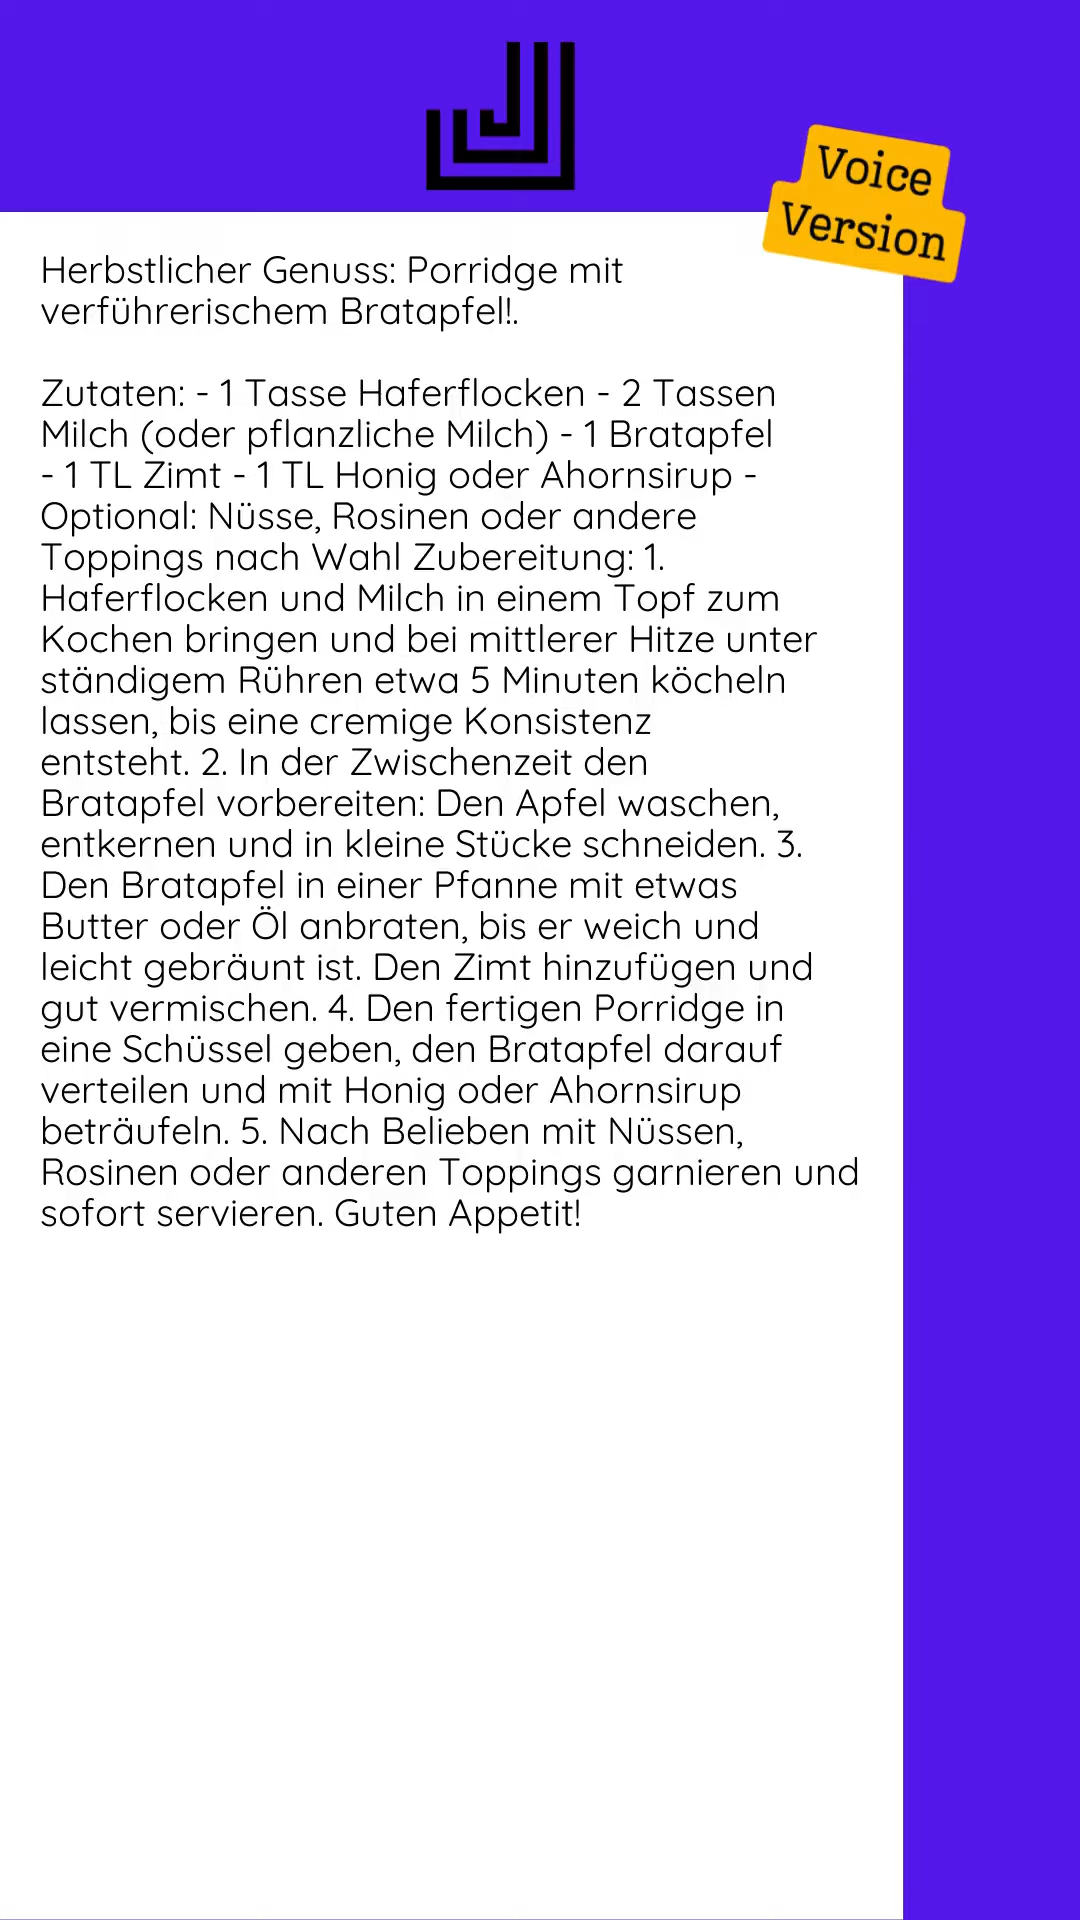 Voice
Version
Herbstlicher Genuss: Porridge mit
verführerischem Bratapfel!.
Zutaten: - 1 Tasse Haferflocken - 2 Tassen
Milch (oder pflanzliche Milch) - 1 Bratapfel
- 1 TL Zimt - 1 TL Honig oder Ahornsirup -
Optional: Nüsse, Rosinen oder andere
Toppings nach Wahl Zubereitung: 1.
Haferflocken und Milch in einem Topf zum
Kochen bringen und bei mittlerer Hitze unter
ständigem Rühren etwa 5 Minuten köcheln
lassen, bis eine cremige Konsistenz
entsteht. 2. In der Zwischenzeit den
Bratapfel vorbereiten: Den Apfel waschen,
entkernen und in kleine Stücke schneiden. 3.
Den Bratapfel in einer Pfanne mit etwas
Butter oder Öl anbraten, bis er weich und
leicht gebräunt ist. Den Zimt hinzufügen und
gut vermischen. 4. Den fertigen Porridge in
eine Schüssel geben, den Bratapfel darauf
verteilen und mit Honig oder Ahornsirup
beträufeln. 5. Nach Belieben mit Nüssen,
Rosinen oder anderen Toppings garnieren und
sofort servieren. Guten Appetit!